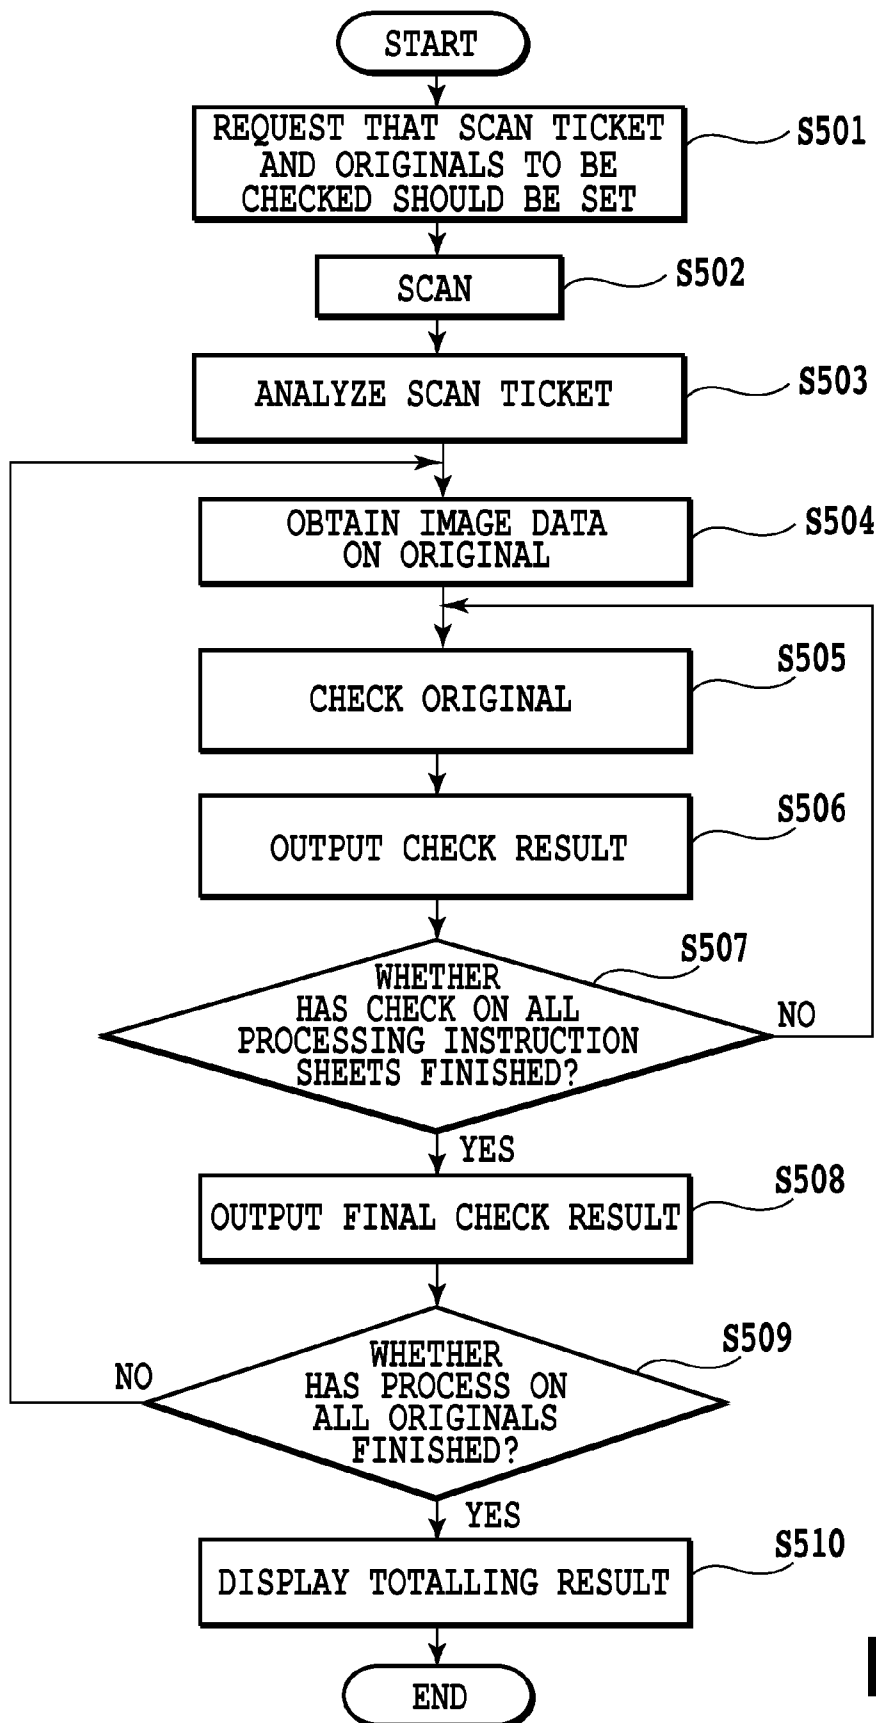 START
REQUEST THAT SCAN TICKET
AND ORIGINALS TO BE
CHECKED SHOULD BE SET
S501
SCAN
S502
ANALYZE SCAN TICKET
S503
OBTAIN IMAGE DATA
ON ORIGINAL
S504
CHECK ORIGINAL
S505
OUTPUT CHECK RESULT
S506
WHETHER
HAS CHECK ON ALL
PROCESSING INSTRUCTION
SHEETS FINISHED?
S507
NO
YES
OUTPUT FINAL CHECK RESULT
S508
WHETHER
HAS PROCESS ON
ALL ORIGINALS
FINISHED?
S509
NO
YES
DISPLAY TOTALLING RESULT
S510
END